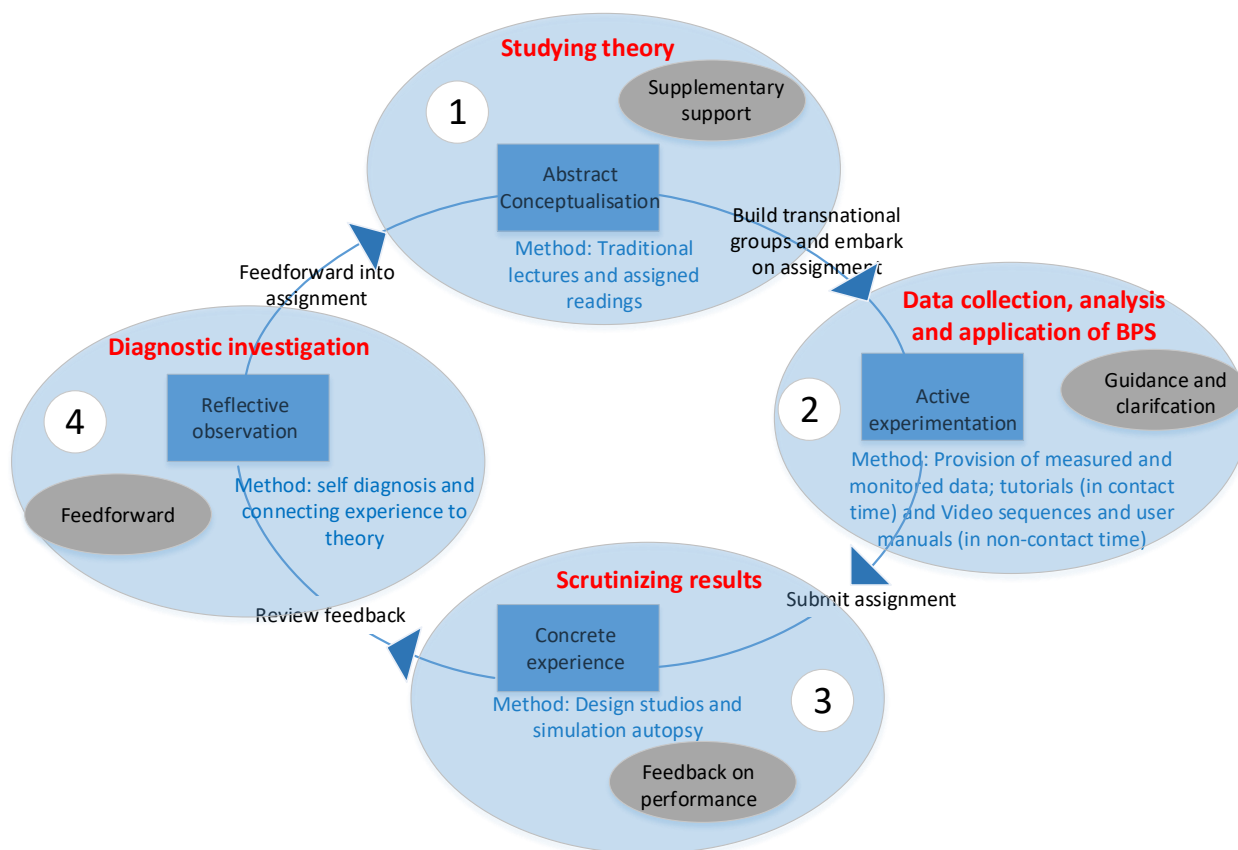 Studying theory
1
Supplementary
support
Abstract
Conceptualisation
Method: Traditional
lectures and assigned
readings
Build transnational
groups and embark
on assignment
Data collection, analysis
and application of BPS
2
Guidance and
clarifcation
Active
experimentation
Method: Provision of measured and
monitored data; tutorials (in contact
time) and Video sequences and user
manuals (in non-contact time)
Submit assignment
Scrutinizing results
Concrete
experience
3
Method: Design studios and
simulation autopsy
Feedback on
performance
Review feedback
Diagnostic investigation
4
Reflective
observation
Feedforward
Method: self diagnosis and
connecting experience to
theory
Feedforward into
assignment